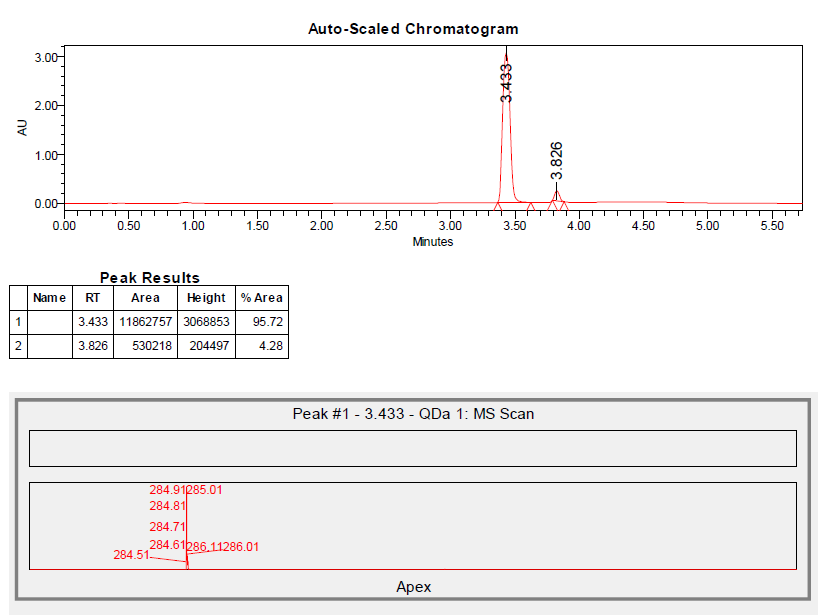 Auto-Scaled Chromatogram
3.00
2.00
1.00
0.00
AU
3.433
3.826
0.00 0.50 1.00 1.50 2.00 2.50 3.00 3.50 4.00 4.50 5.00 5.50
Minutes
Peak Results
Name RT Area Height % Area
1 3.433 11862757 3068853 95.72
2 3.826 530218 204497 4.28
Peak #1 - 3.433 - QDa 1: MS Scan
284.91 285.01
284.81
284.71
284.61 286.11 286.01
284.51
Apex